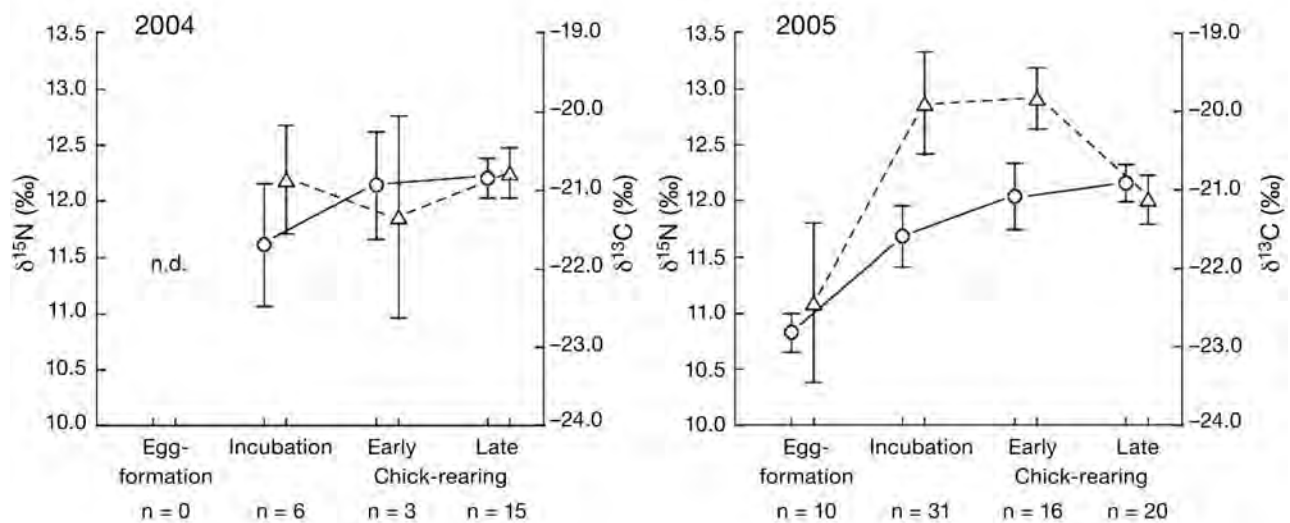 2004
13.5
13.0
12.5
12.0
11.5
11.0
10.5
10.0
δ15N (‰)
n.d.
−19.0
−20.0
−21.0
−22.0
−23.0
−24.0
δ13C (‰)
Egg-formation Incubation Early Late
Chick-rearing
n = 0 n = 6 n = 3 n = 15
2005
13.5
13.0
12.5
12.0
11.5
11.0
10.5
10.0
δ15N (‰)
−19.0
−20.0
−21.0
−22.0
−23.0
−24.0
δ13C (‰)
Egg-formation Incubation Early Late
Chick-rearing
n = 10 n = 31 n = 16 n = 20